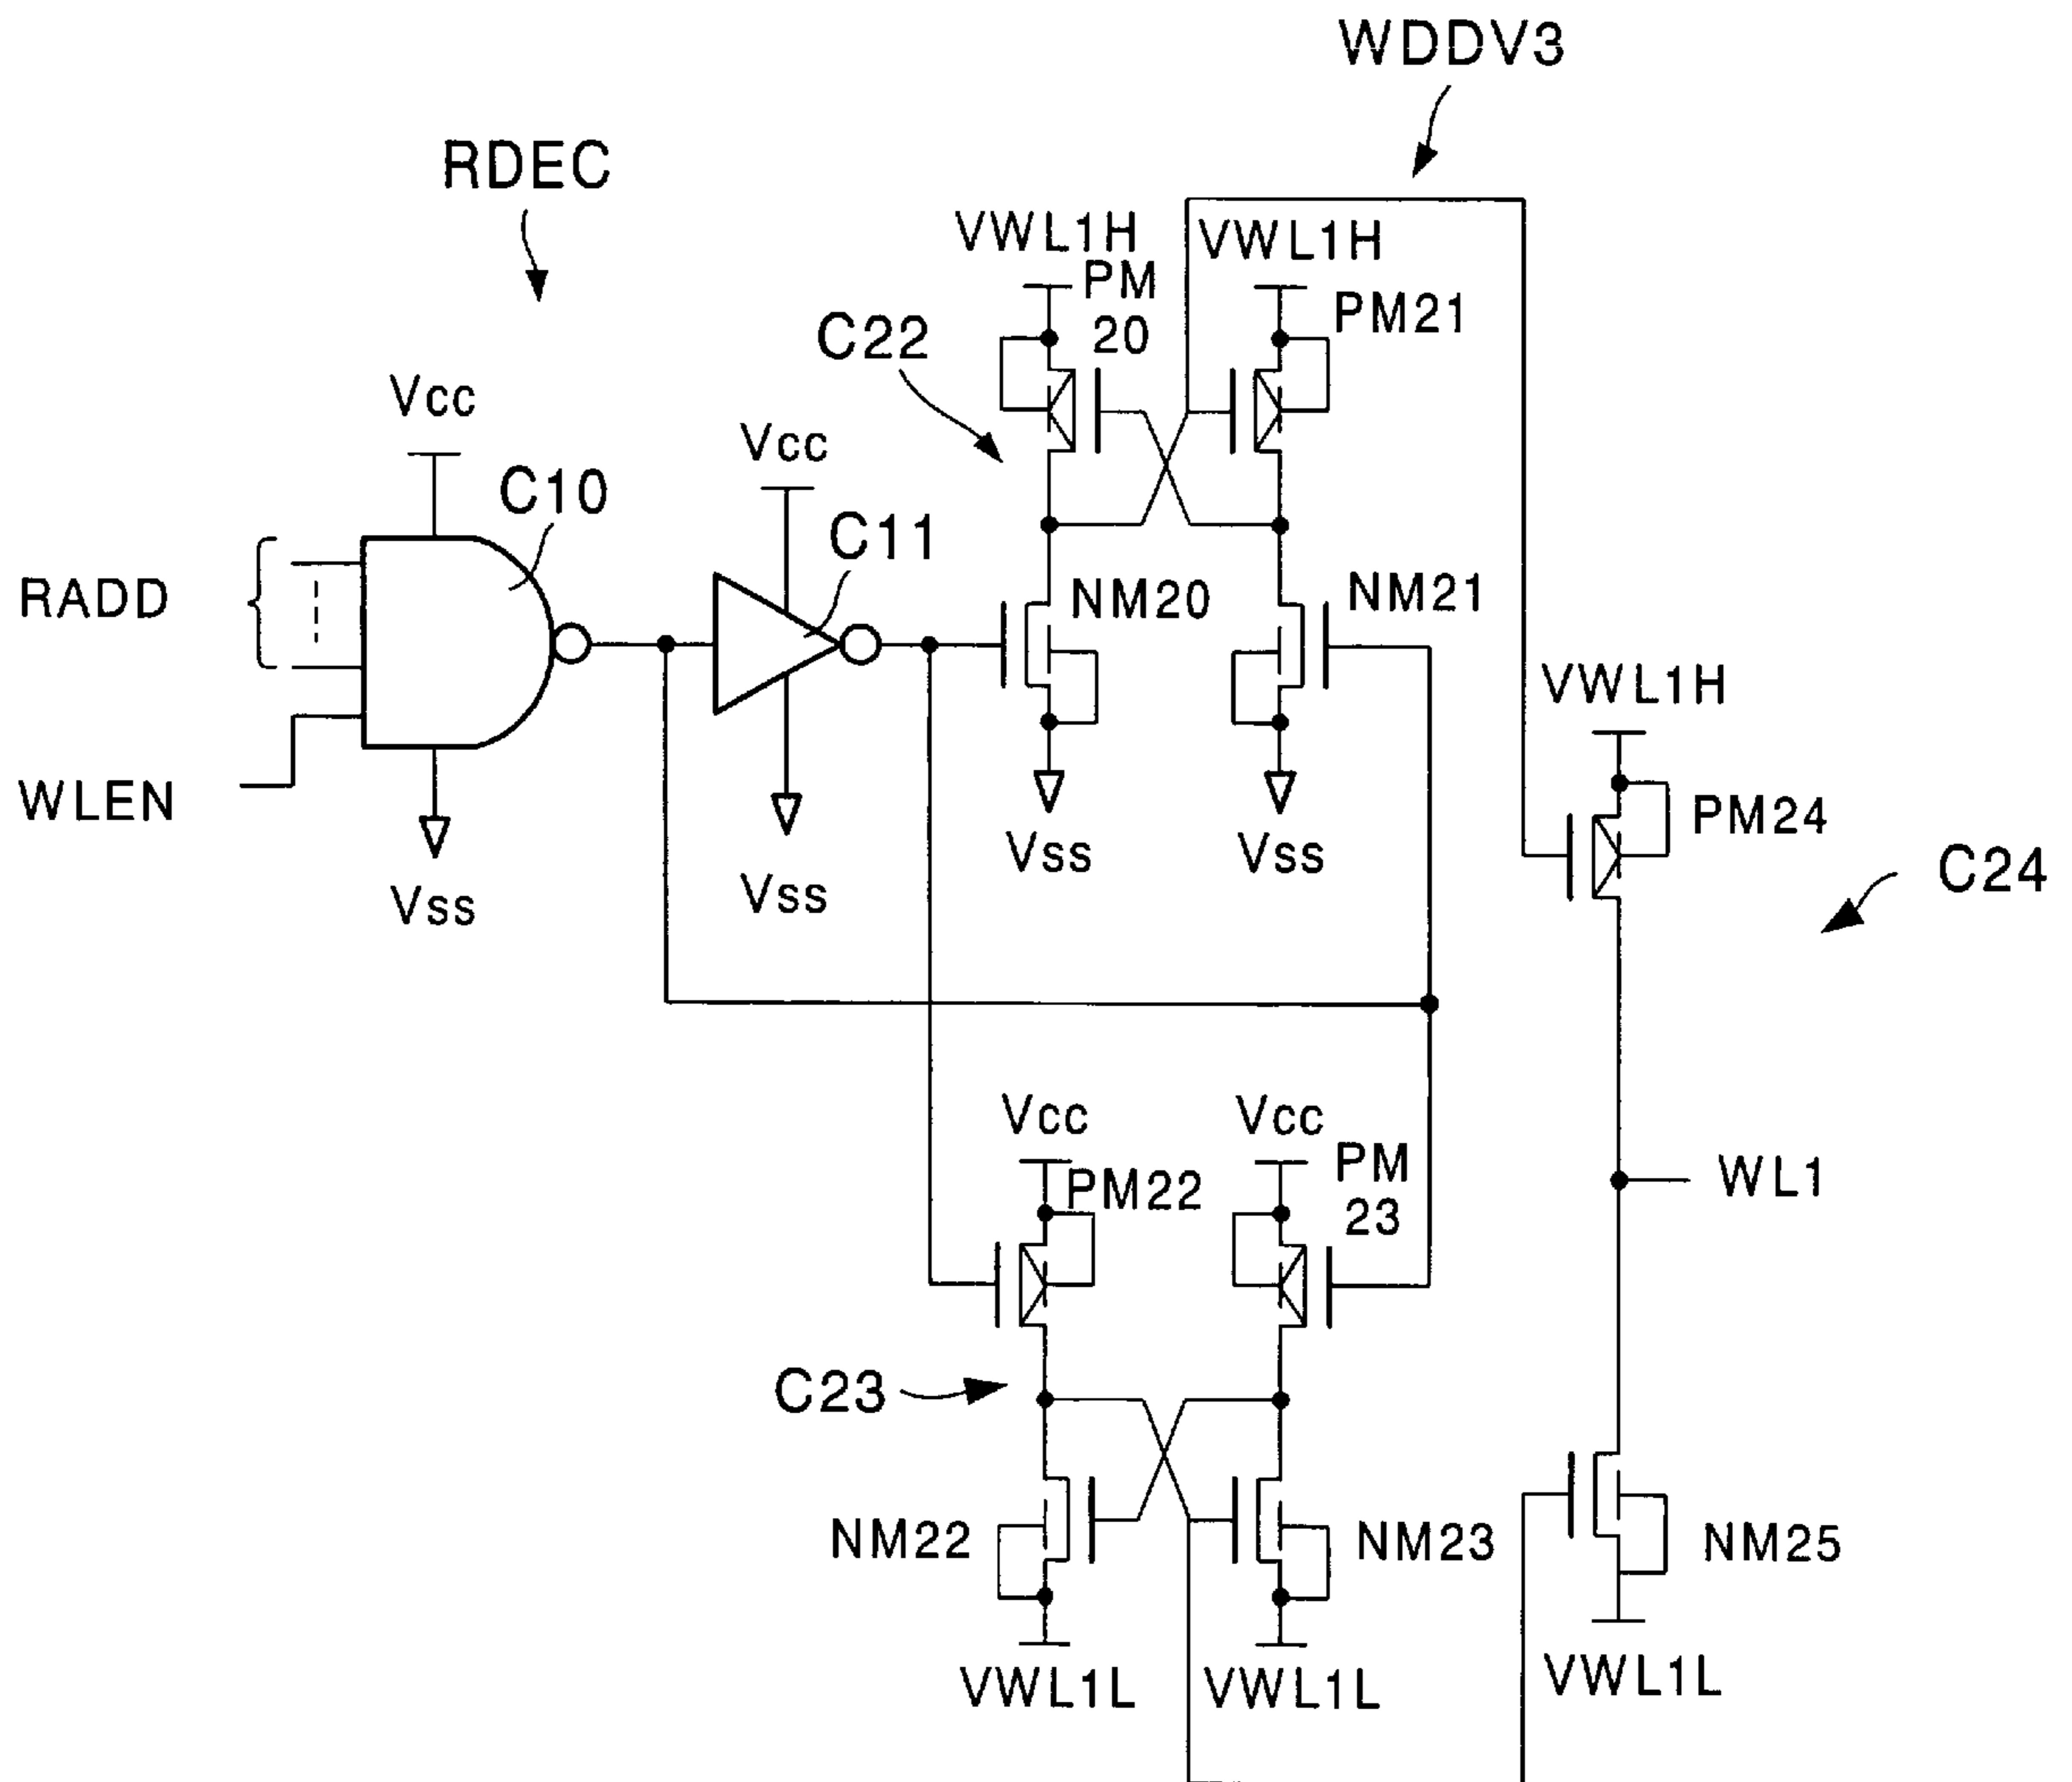 WDDV3
RDEC
VWL1H
VWL1H
PM
20
PM21
C22
Vcc
Vcc
C10
C11
RADD
NM20
NM21
VWL1H
WLEN
PM24
Vss
Vss
C24
Vss
Vss
Vcc
Vcc
PM22
PM
23
WL1
C23
NM22
NM23
NM25
VWL1L
VWL1L
VWL1L